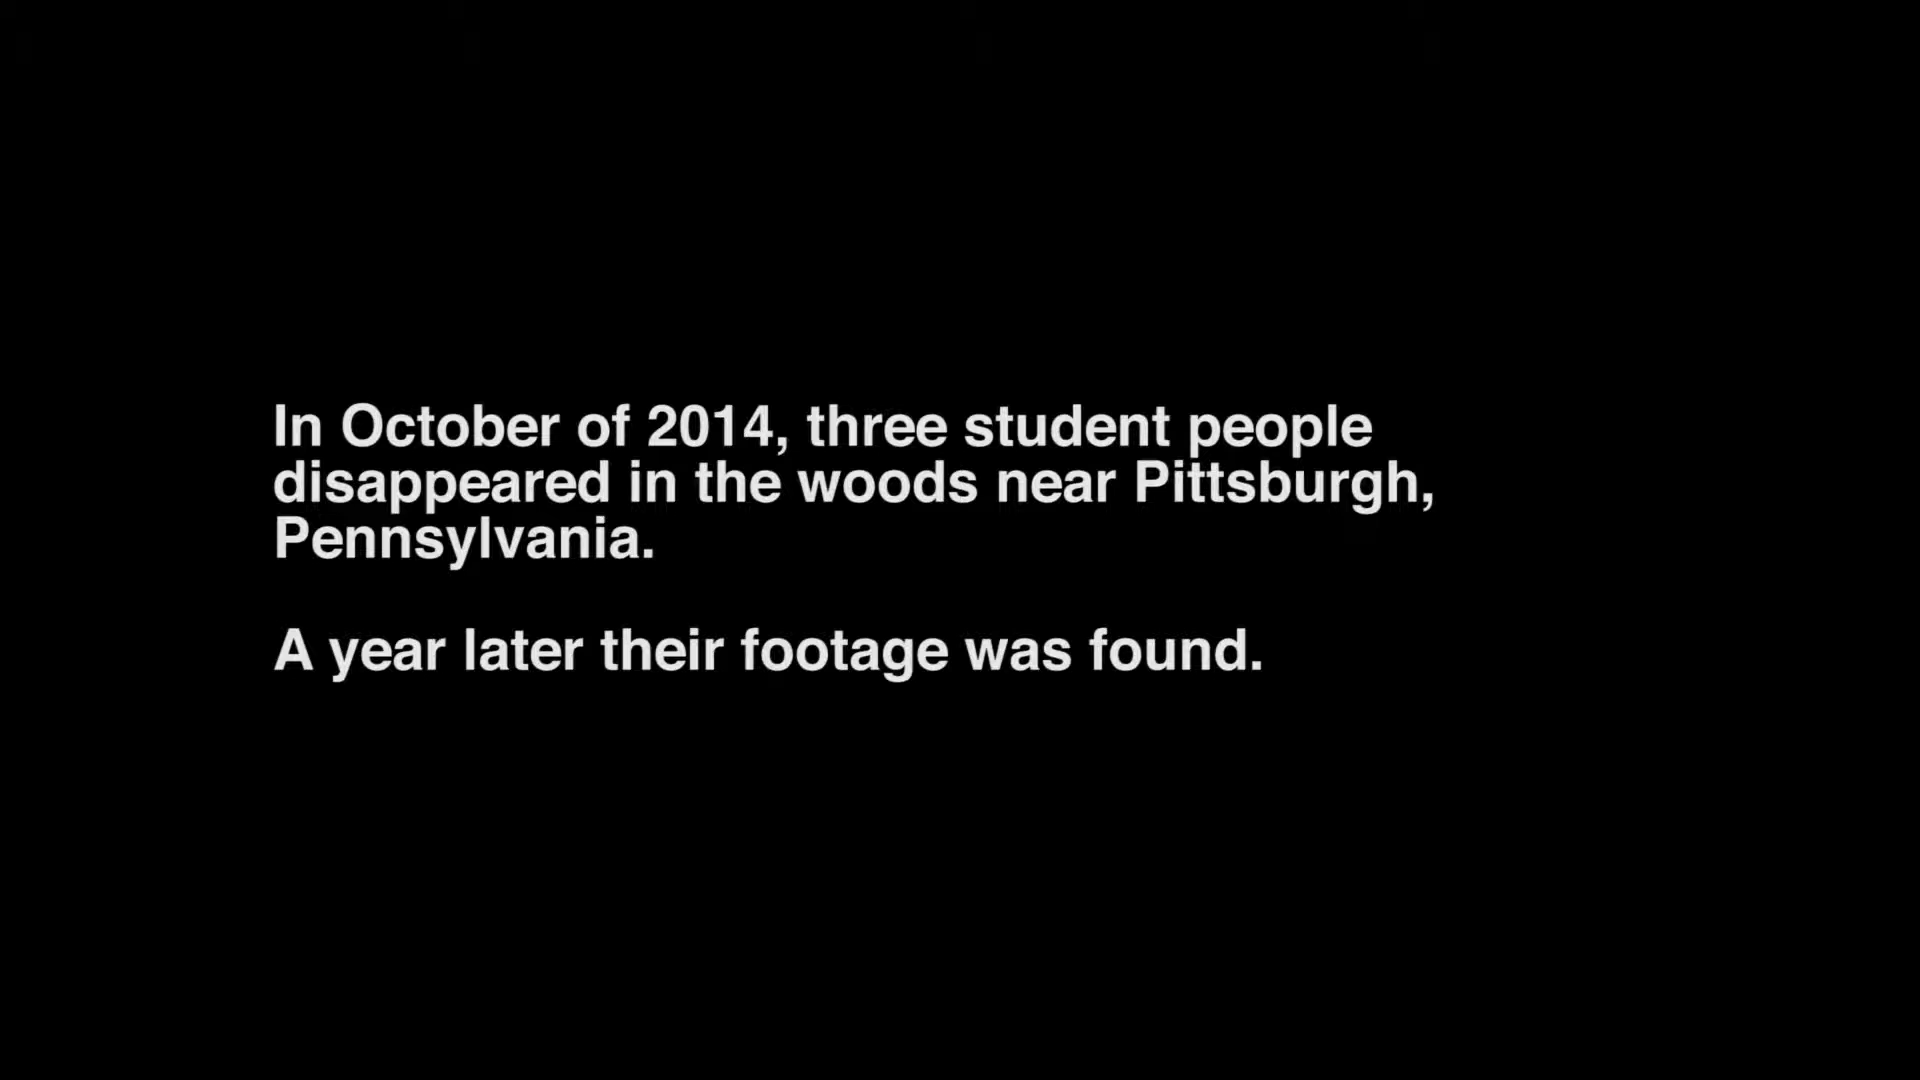 In October of 2014, three student people
disappeared in the woods near Pittsburgh,
Pennsylvania.
A year later their footage was found.